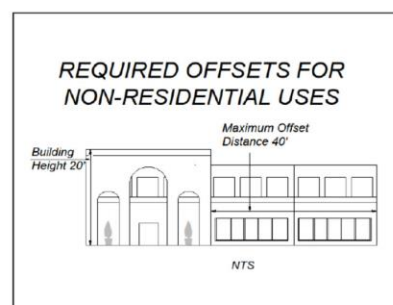 REQUIRED OFFSETS FOR
NON-RESIDENTIAL USES
Maximum Offset
Distance 40'
Building
Height 20'
NTS